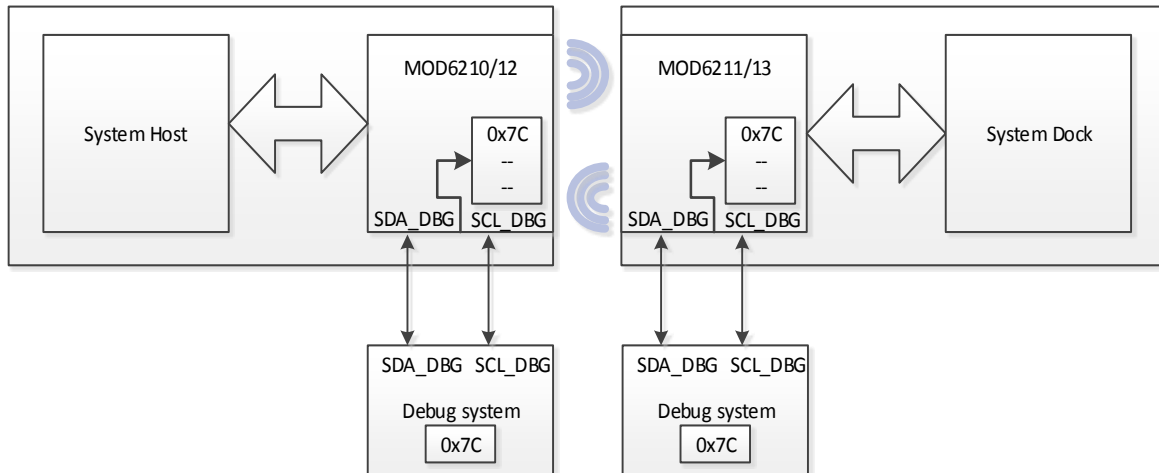 MOD6210/12
MOD6211/13
System Host
0x7C
--
--
0x7C
--
--
System Dock
SDA_DBG SCL_DBG
SDA_DBG SCL_DBG
SDA_DBG SCL_DBG
Debug system
0x7C
SDA_DBG SCL_DBG
Debug system
0x7C